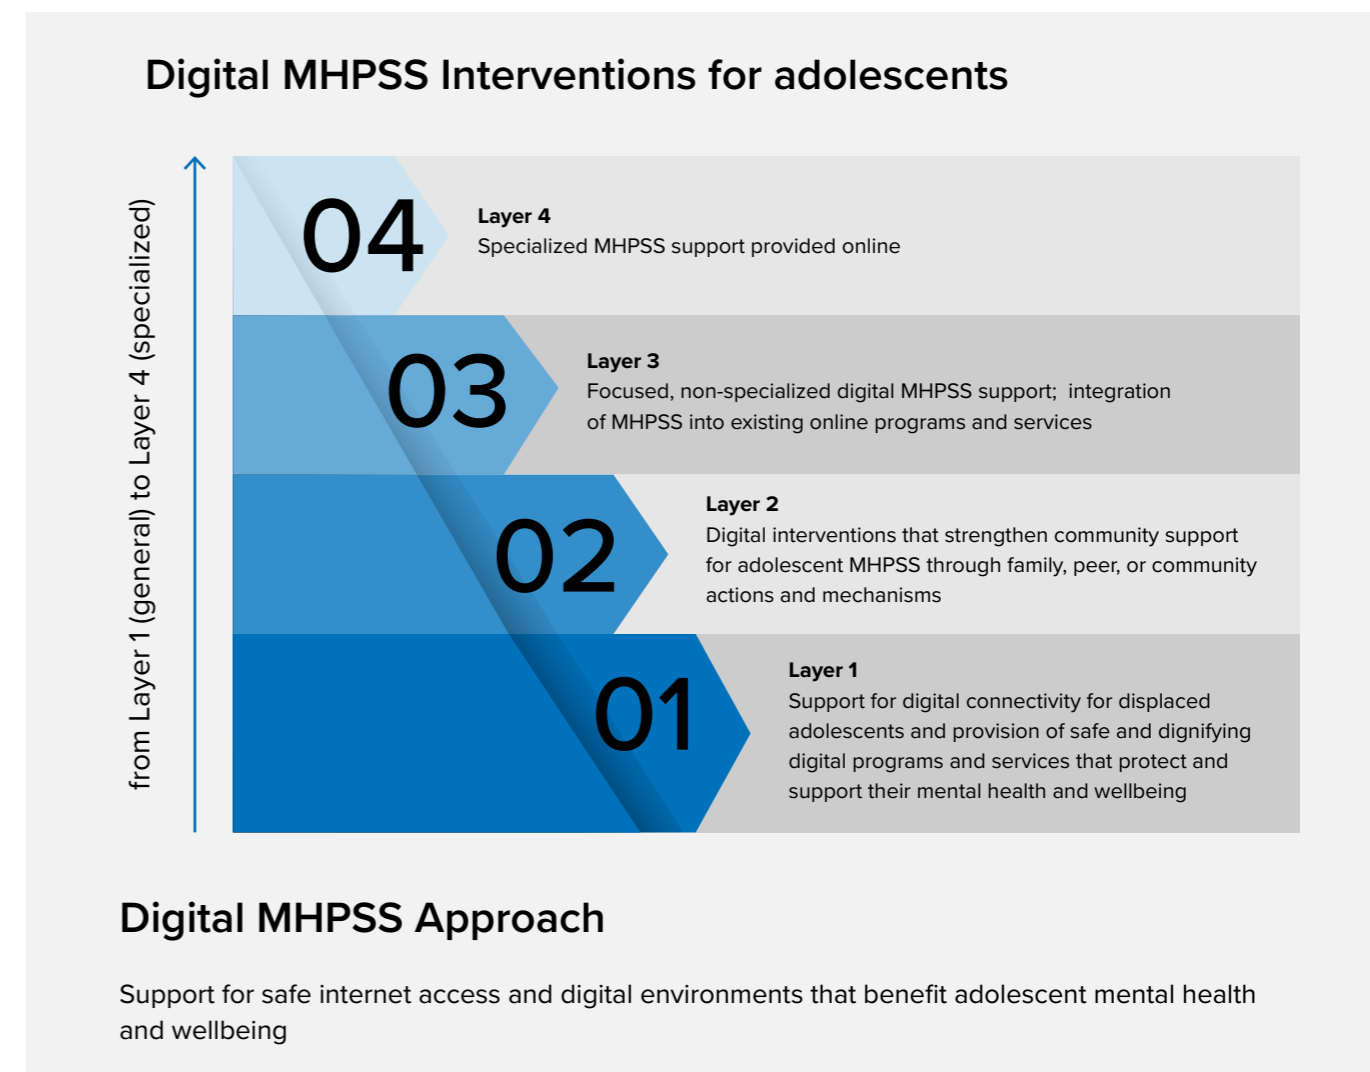 Digital MHPSS Interventions for adolescents
from Layer 1 (general) to Layer 4 (specialized)
04
Layer 4
Specialized MHPSS support provided online
03
Layer 3
Focused, non-specialized digital MHPSS support;  integration
of MHPSS into existing online programs and services
02
Layer 2
Digital interventions that strengthen community support
for adolescent MHPSS through family, peer, or community
actions and mechanisms
01
Layer 1
Support for digital connectivity for displaced
adolescents and provision of safe and dignifying
digital programs and services that protect and
support their mental health and wellbeing
Digital MHPSS Approach
Support for safe internet access and digital environments that benefit adolescent mental health
and wellbeing